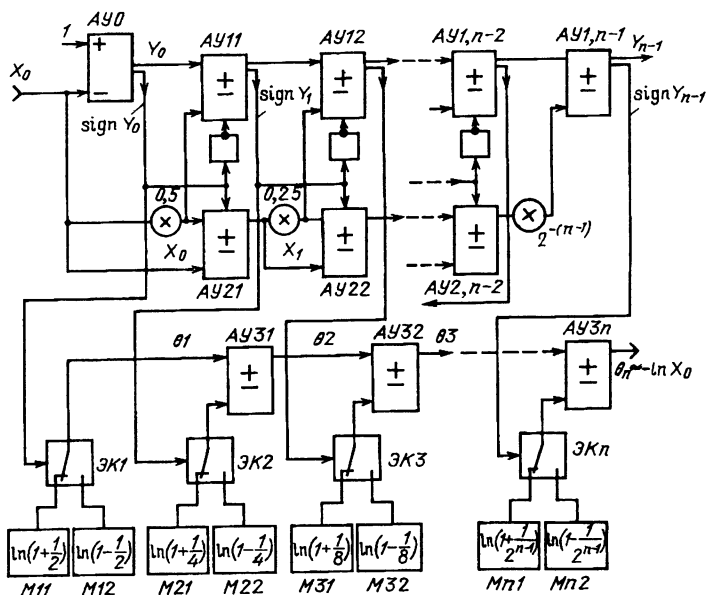 АУ0
1
+
−
X₀
Y₀
sign Y₀
АУ11
±
−
sign Y₁
АУ12
±
−
АУ1, n-2
±
−
АУ1, n-1
±
−
Yₙ₋₁
sign Yₙ₋₁
0,5
×
X₀
+
−
АУ21
0,25
×
X₁
+
−
АУ22
+
−
АУ2, n-2
×
2⁻⁽ⁿ⁻¹⁾
θ1
АУ31
+
±
θ2
АУ32
+
±
θ3
АУ3n
+
±
θₙ≈-ln X₀
ЭК1
ЭК2
ЭК3
ЭКn
ln(1+1/2)
ln(1-1/2)
ln(1+1/4)
ln(1-1/4)
ln(1+1/8)
ln(1-1/8)
ln(1+1/2ⁿ⁻¹)
ln(1-1/2ⁿ⁻¹)
М11
М12
М21
М22
М31
М32
Мn1
Мn2